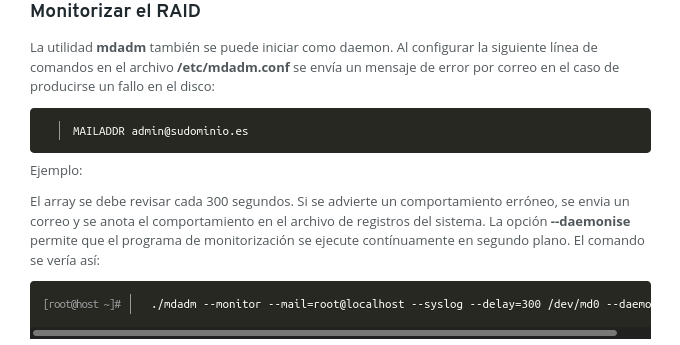 Monitorizar el RAID
La utilidad mdadm también se puede iniciar como daemon. Al configurar la siguiente línea de
comandos en el archivo /etc/mdadm.conf se envía un mensaje de error por correo en el caso de
producirse un fallo en el disco:
MAILADDR admin@sudominio.es
Ejemplo:
El array se debe revisar cada 300 segundos. Si se advierte un comportamiento erróneo, se envia un
correo y se anota el comportamiento en el archivo de registros del sistema. La opción --daemonise
permite que el programa de monitorización se ejecute contínuamente en segundo plano. El comando
se vería así:
[root@host ~]# ./mdadm --monitor --mail=root@localhost --syslog --delay=300 /dev/md0 --daemo